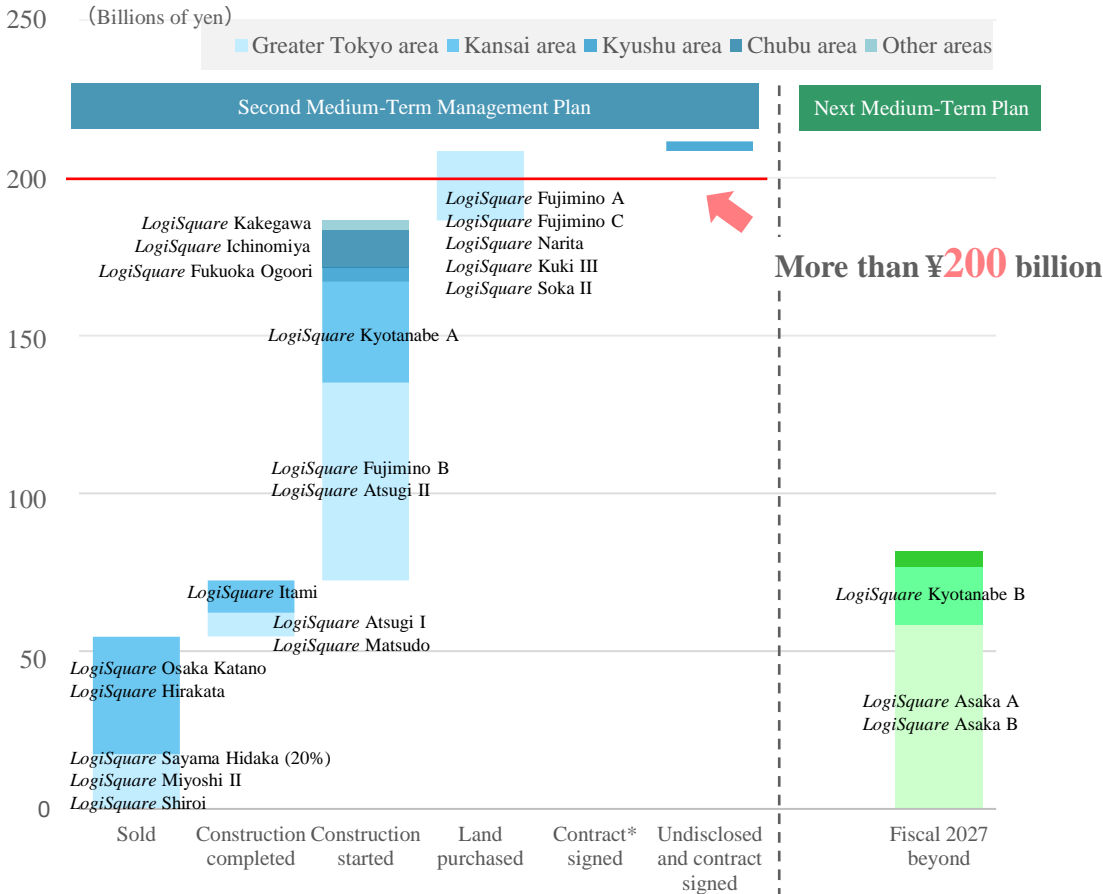 (Billions of yen)
250
200
150
100
50
0
Greater Tokyo area
Kansai area
Kyushu area
Chubu area
Other areas
Second Medium-Term Management Plan
Next Medium-Term Plan
LogiSquare Fujimino A
LogiSquare Fujimino C
LogiSquare Narita
LogiSquare Kuki III
LogiSquare Soka II
More than ¥200 billion
LogiSquare Kakegawa
LogiSquare Ichinomiya
LogiSquare Fukuoka Ogoori
LogiSquare Kyotanabe A
LogiSquare Fujimino B
LogiSquare Atsugi II
LogiSquare Itami
LogiSquare Atsugi I
LogiSquare Matsudo
LogiSquare Osaka Katano
LogiSquare Hirakata
LogiSquare Sayama Hidaka (20%)
LogiSquare Miyoshi II
LogiSquare Shiroi
LogiSquare Kyotanabe B
LogiSquare Asaka A
LogiSquare Asaka B
Sold
Construction
completed
Construction
started
Land
purchased
Contract*
signed
Undisclosed
and contract
signed
Fiscal 2027
beyond